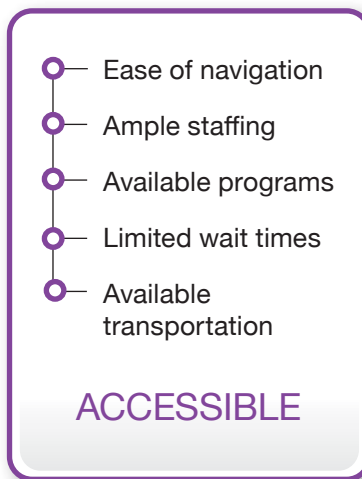 Ease of navigation
Ample staffing
Available programs
Limited wait times
Available
transportation
ACCESSIBLE